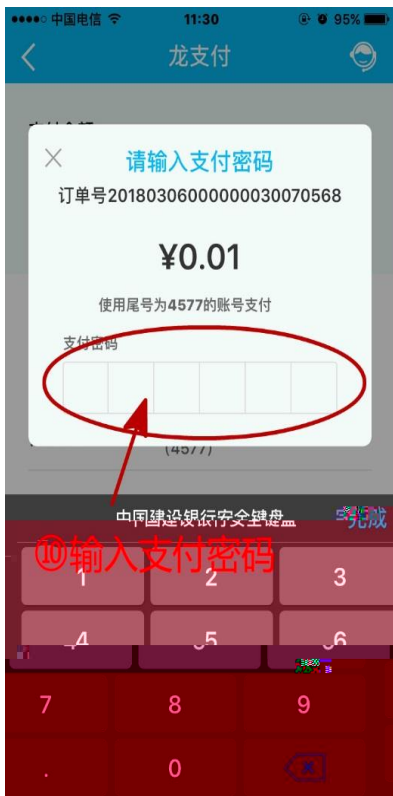 中国电信 11:30 95%
龙支付
请输入支付密码
订单号20180306000000030070568
¥0.01
使用尾号为4577的账号支付
支付密码
(4577)
中国建设银行安全键盘 完成
⑩输入支付密码
1 2 3
4 5 6
7 8 9
. 0